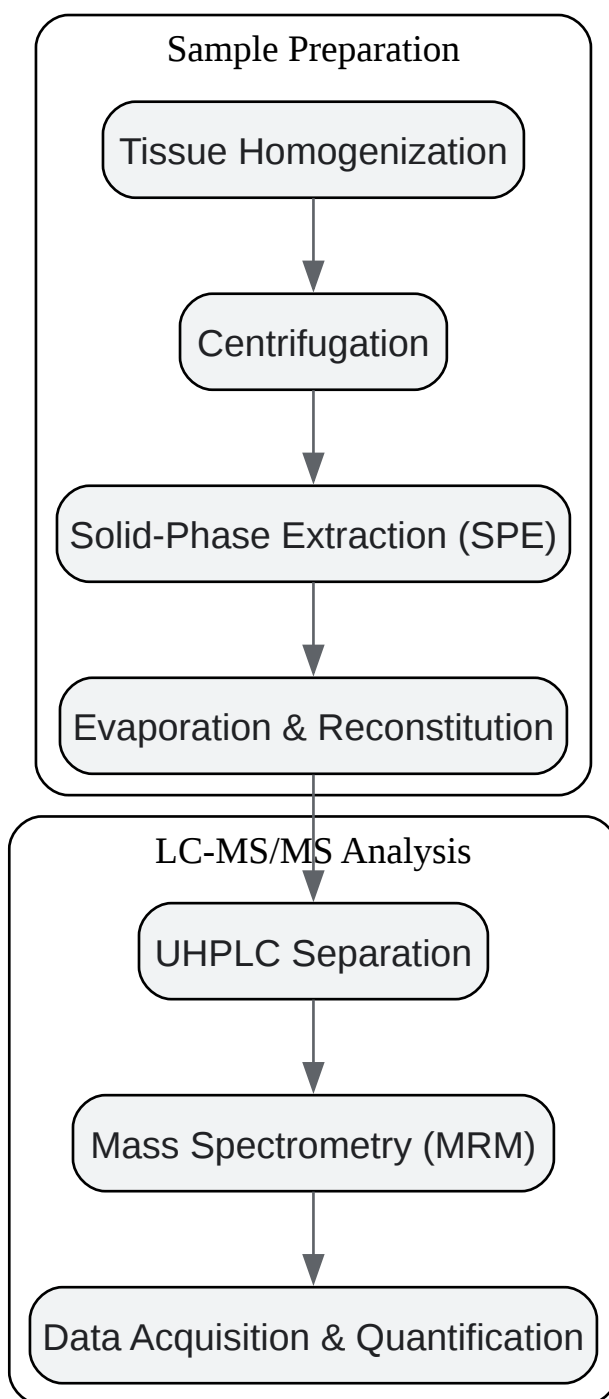 Sample Preparation
Tissue Homogenization
Centrifugation
Solid-Phase Extraction (SPE)
Evaporation & Reconstitution
LC-MS/MS Analysis
UHPLC Separation
Mass Spectrometry (MRM)
Data Acquisition & Quantification